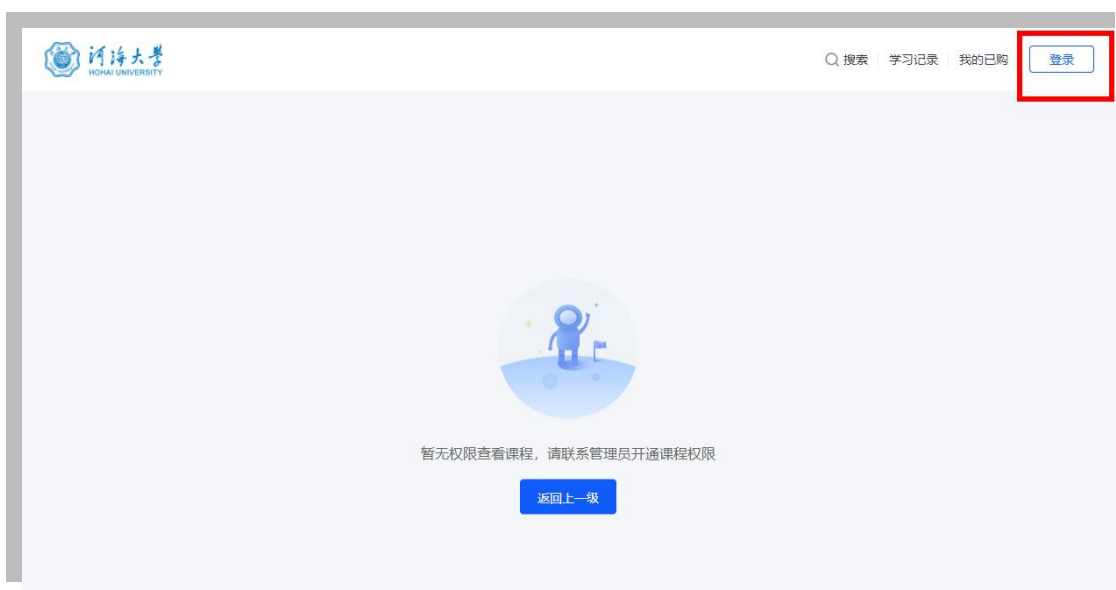 河海大学
HOHAI UNIVERSITY
搜索 学习记录 我的已购 登录
暂无权限查看课程，请联系管理员开通课程权限
返回上一级